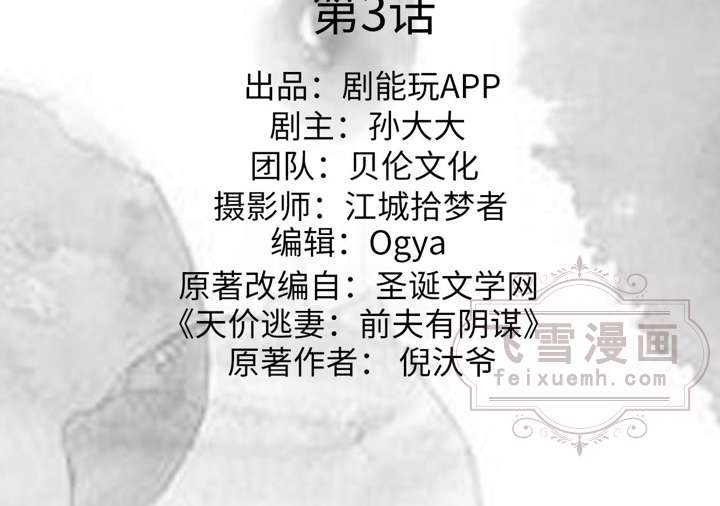 第3话
出品：剧能玩APP
剧主：孙大大
团队：贝伦文化
摄影师：江城拾梦者
编辑：Ogya
原著改编自：圣诞文学网
《天价逃妻：前夫有阴谋》
原著作者： 倪汏爷
飞雪漫画
feixuemh.com